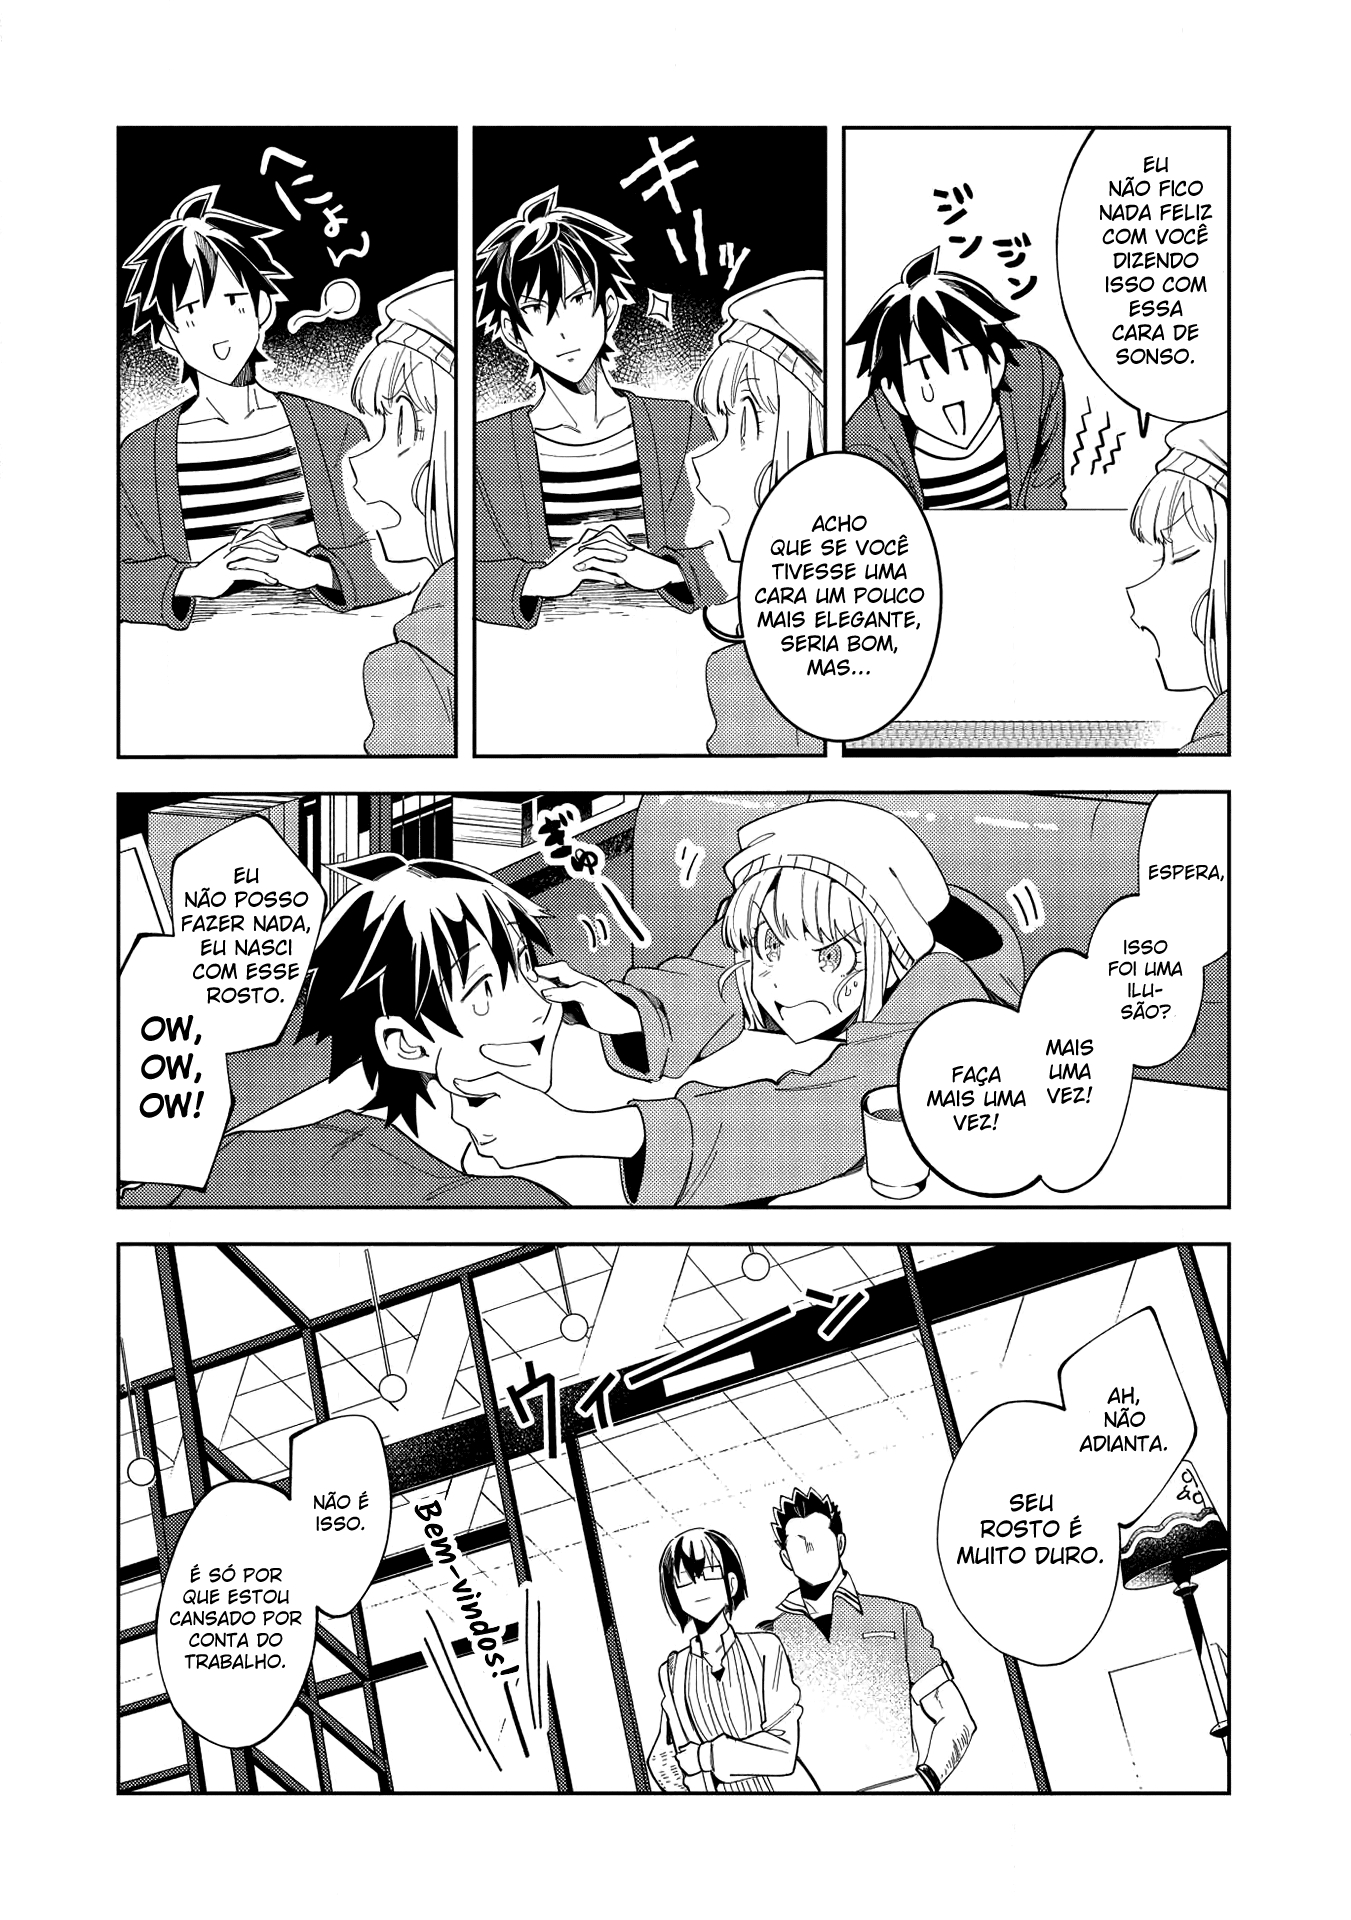 EU
NÃO FICO
NADA FELIZ
COM VOCÊ
DIZENDO
ISSO COM
ESSA
CARA DE
SONSO.
ジンジン
ACHO
QUE SE VOCÊ
TIVESSE UMA
CARA UM POUCO
MAIS ELEGANTE,
SERIA BOM,
MAS...
キリッ
へにょん
ESPERA,
ISSO
FOI UMA
ILU-
SÃO?
MAIS
UMA
VEZ!
FAÇA
MAIS UMA
VEZ!
ぎゅー
EU
NÃO POSSO
FAZER NADA,
EU NASCI
COM ESSE
ROSTO.
OW,
OW,
OW!
AH,
NÃO
ADIANTA.
SEU
ROSTO É
MUITO DURO.
ウィーン
Bem-vindos!
NÃO É
ISSO.
É SÓ POR
QUE ESTOU
CANSADO POR
CONTA DO
TRABALHO.